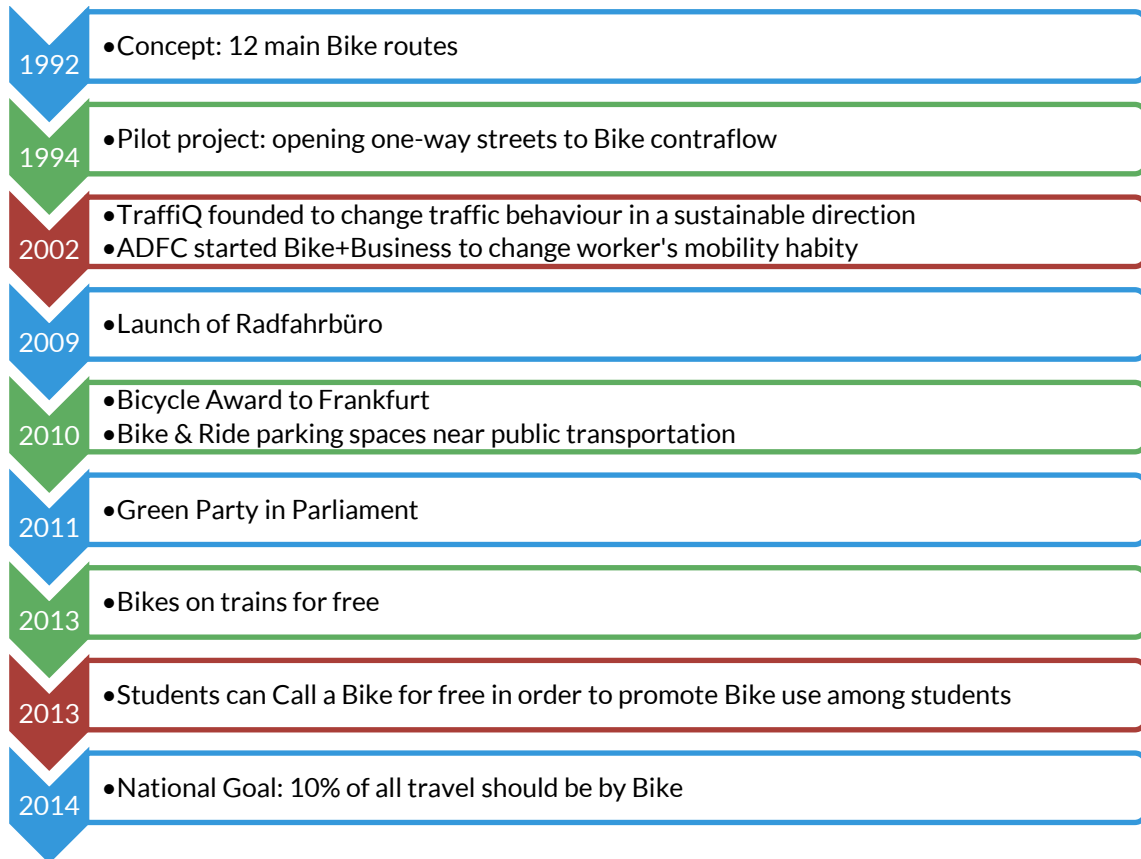 1992
•Concept: 12 main Bike routes
1994
•Pilot project: opening one-way streets to Bike contraflow
2002
•TraffiQ founded to change traffic behaviour in a sustainable direction
•ADFC started Bike+Business to change worker's mobility habity
2009
•Launch of Radfahrbüro
2010
•Bicycle Award to Frankfurt
•Bike & Ride parking spaces near public transportation
2011
•Green Party in Parliament
2013
•Bikes on trains for free
2013
•Students can Call a Bike for free in order to promote Bike use among students
2014
•National Goal: 10% of all travel should be by Bike